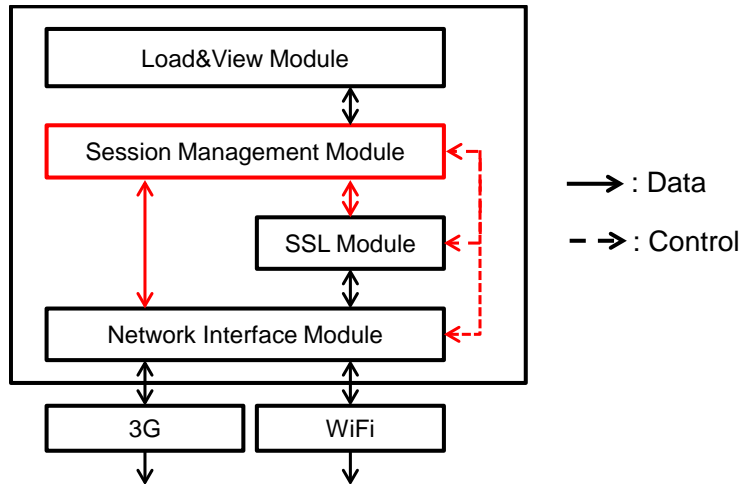 Load&View Module
Session Management Module
SSL Module
Network Interface Module
3G
WiFi
: Data
: Control